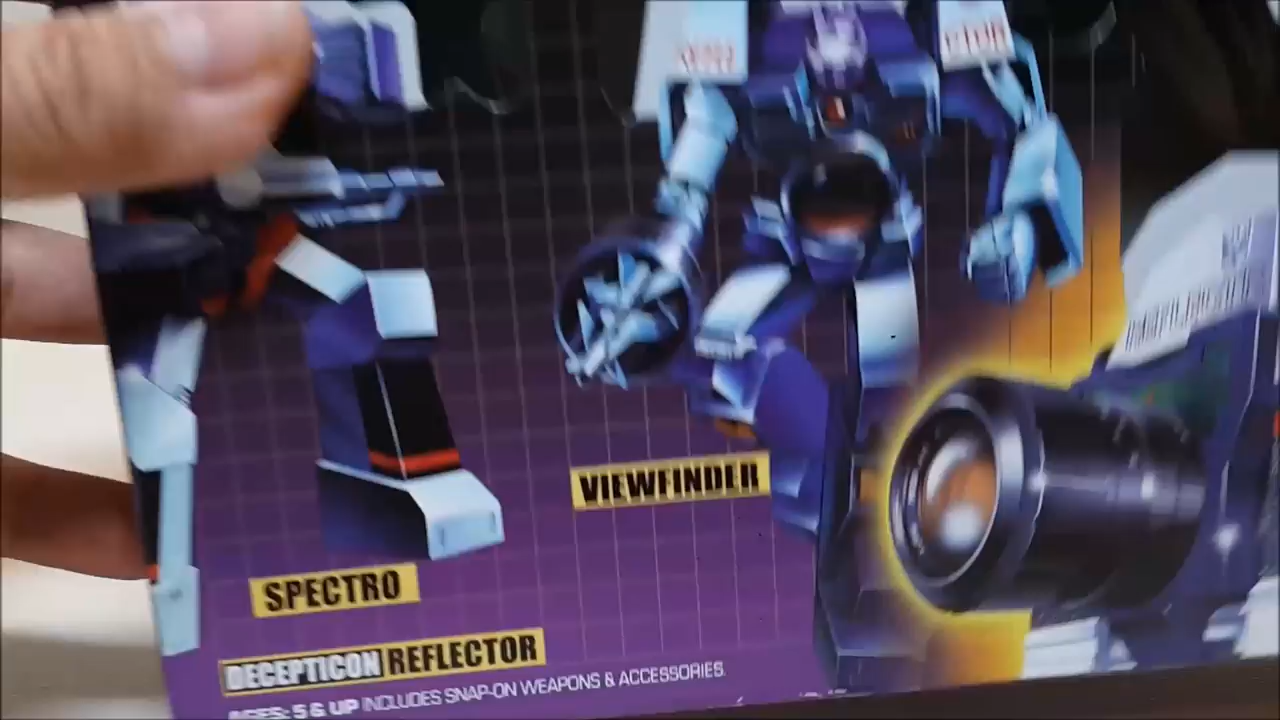 VIEWFINDER
SPECTRO
DECEPTICON REFLECTOR
AGES: 5 & UP INCLUDES SNAP-ON WEAPONS & ACCESSORIES.